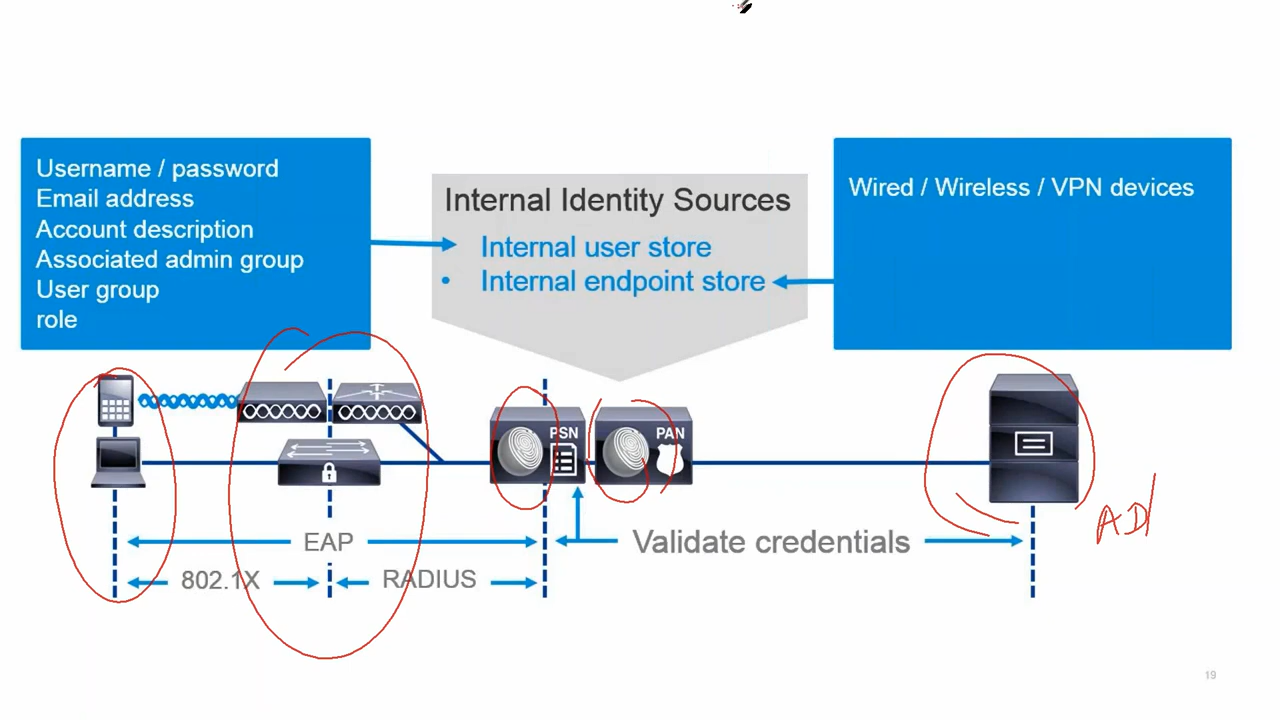 Username / password
Email address
Account description
Associated admin group
User group
role
Internal Identity Sources
Internal user store
• Internal endpoint store
Wired / Wireless / VPN devices
PSN
PAN
AD
EAP
Validate credentials
802.1X
RADIUS
19